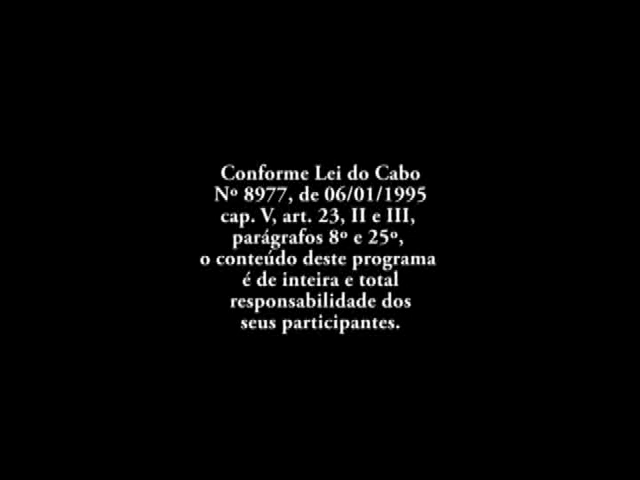 Conforme Lei do Cabo
Nº 8977, de 06/01/1995
cap. V, art. 23, II e III,
parágrafos 8º e 25º,
o conteúdo deste programa
é de inteira e total
responsabilidade dos
seus participantes.